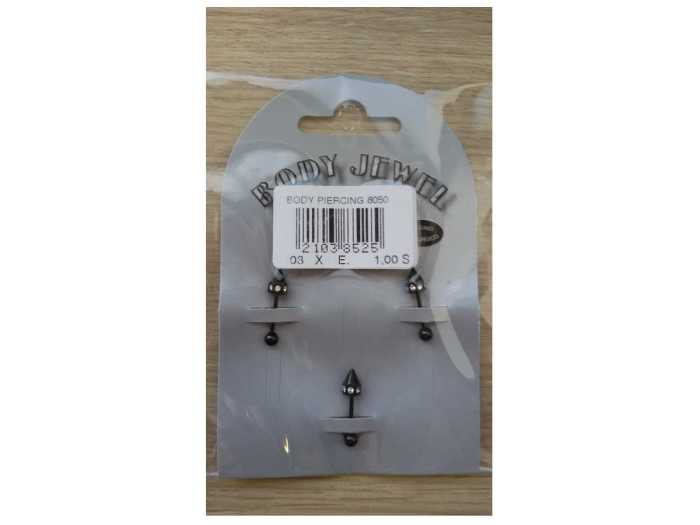 BODY JEWEL
BODY PIERCING 8050
2103 8525
03 X E. 1,00 S